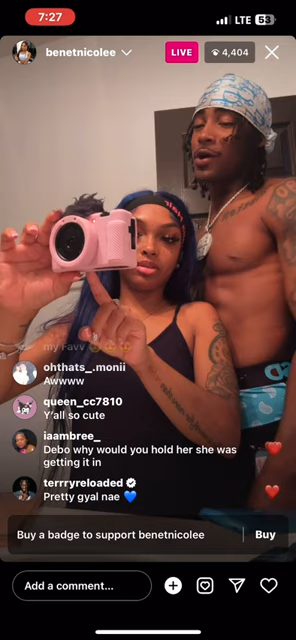 7:27
LTE 53
benetnicolee
LIVE
4,404
my Favv
ohthats_.monii
Awwww
queen_cc7810
Y'all so cute
iaambree_
Debo why would you hold her she was
getting it in
terrryreloaded
Pretty gyal nae 💙
Buy a badge to support benetnicolee
Buy
Add a comment...